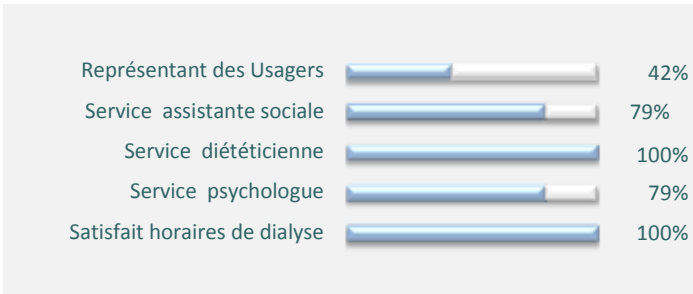 Représentant des Usagers 42%
Service assistante sociale 79%
Service diététicienne 100%
Service psychologue 79%
Satisfait horaires de dialyse 100%